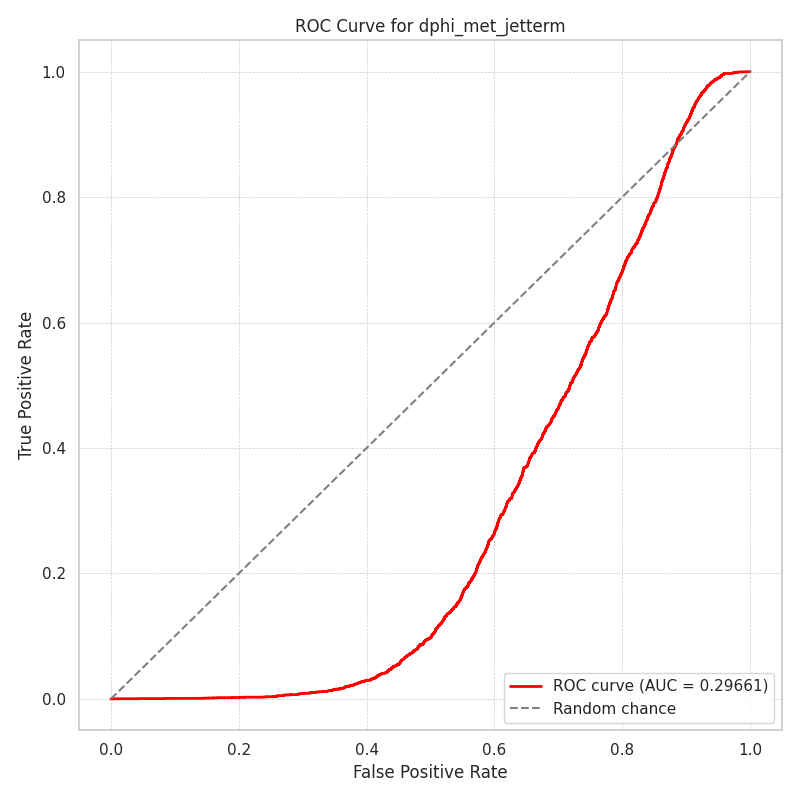 ROC Curve for dphi_met_jetterm
True Positive Rate
1.0
0.8
0.6
0.4
0.2
0.0
0.0 0.2 0.4 0.6 0.8 1.0
False Positive Rate
ROC curve (AUC = 0.29661)
Random chance